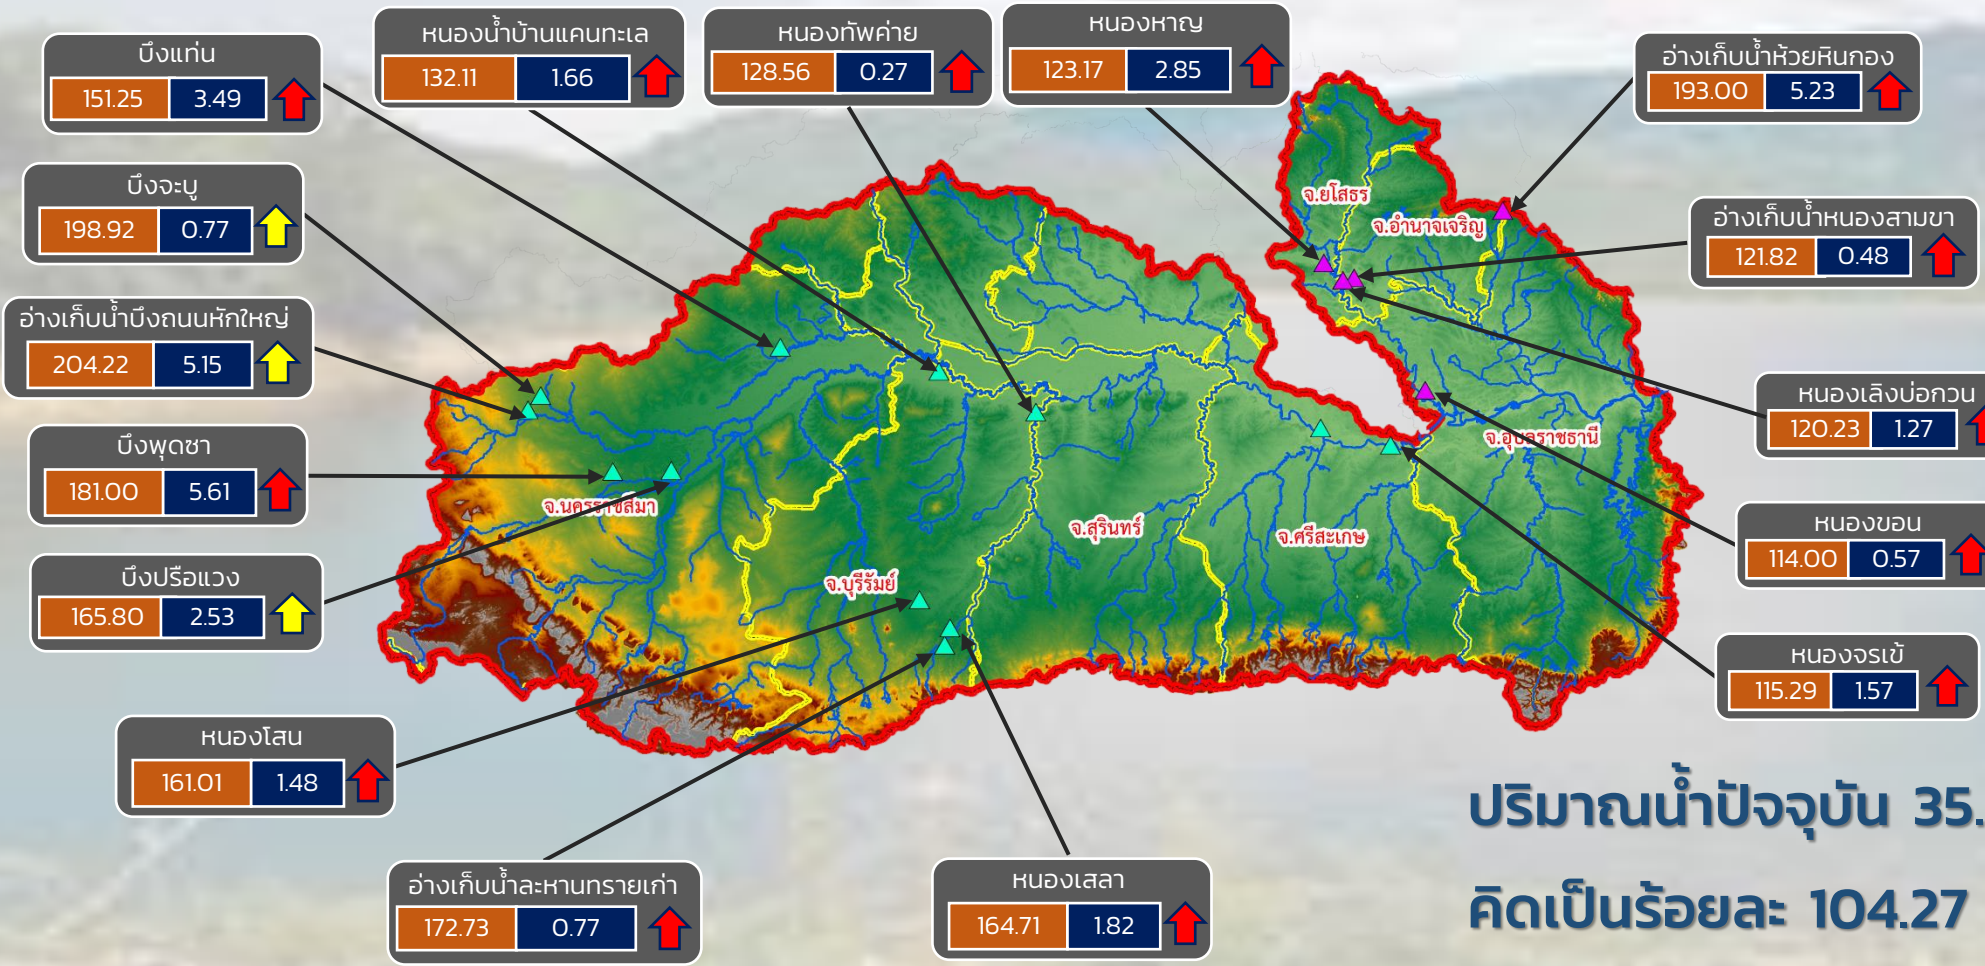 บึงแท่น
151.25 3.49
หนองน้ำบ้านแคนทะเล
132.11 1.66
หนองทัพค่าย
128.56 0.27
หนองหาญ
123.17 2.85
อ่างเก็บน้ำห้วยหินกอง
193.00 5.23
บึงจะบู
198.92 0.77
อ่างเก็บน้ำหนองสามขา
121.82 0.48
อ่างเก็บน้ำบึงถนนหักใหญ่
204.22 5.15
หนองเลิงบ่อกวน
120.23 1.27
บึงพุดซา
181.00 5.61
หนองขอน
114.00 0.57
บึงปรือแวง
165.80 2.53
หนองจรเข้
115.29 1.57
หนองโสน
161.01 1.48
อ่างเก็บน้ำละหานทรายเก่า
172.73 0.77
หนองเสลา
164.71 1.82
จ.ยโสธร
จ.อำนาจเจริญ
จ.อุบลราชธานี
จ.นครราชสีมา
จ.สุรินทร์
จ.ศรีสะเกษ
จ.บุรีรัมย์
ปริมาณน้ำปัจจุบัน 35.
คิดเป็นร้อยละ 104.27